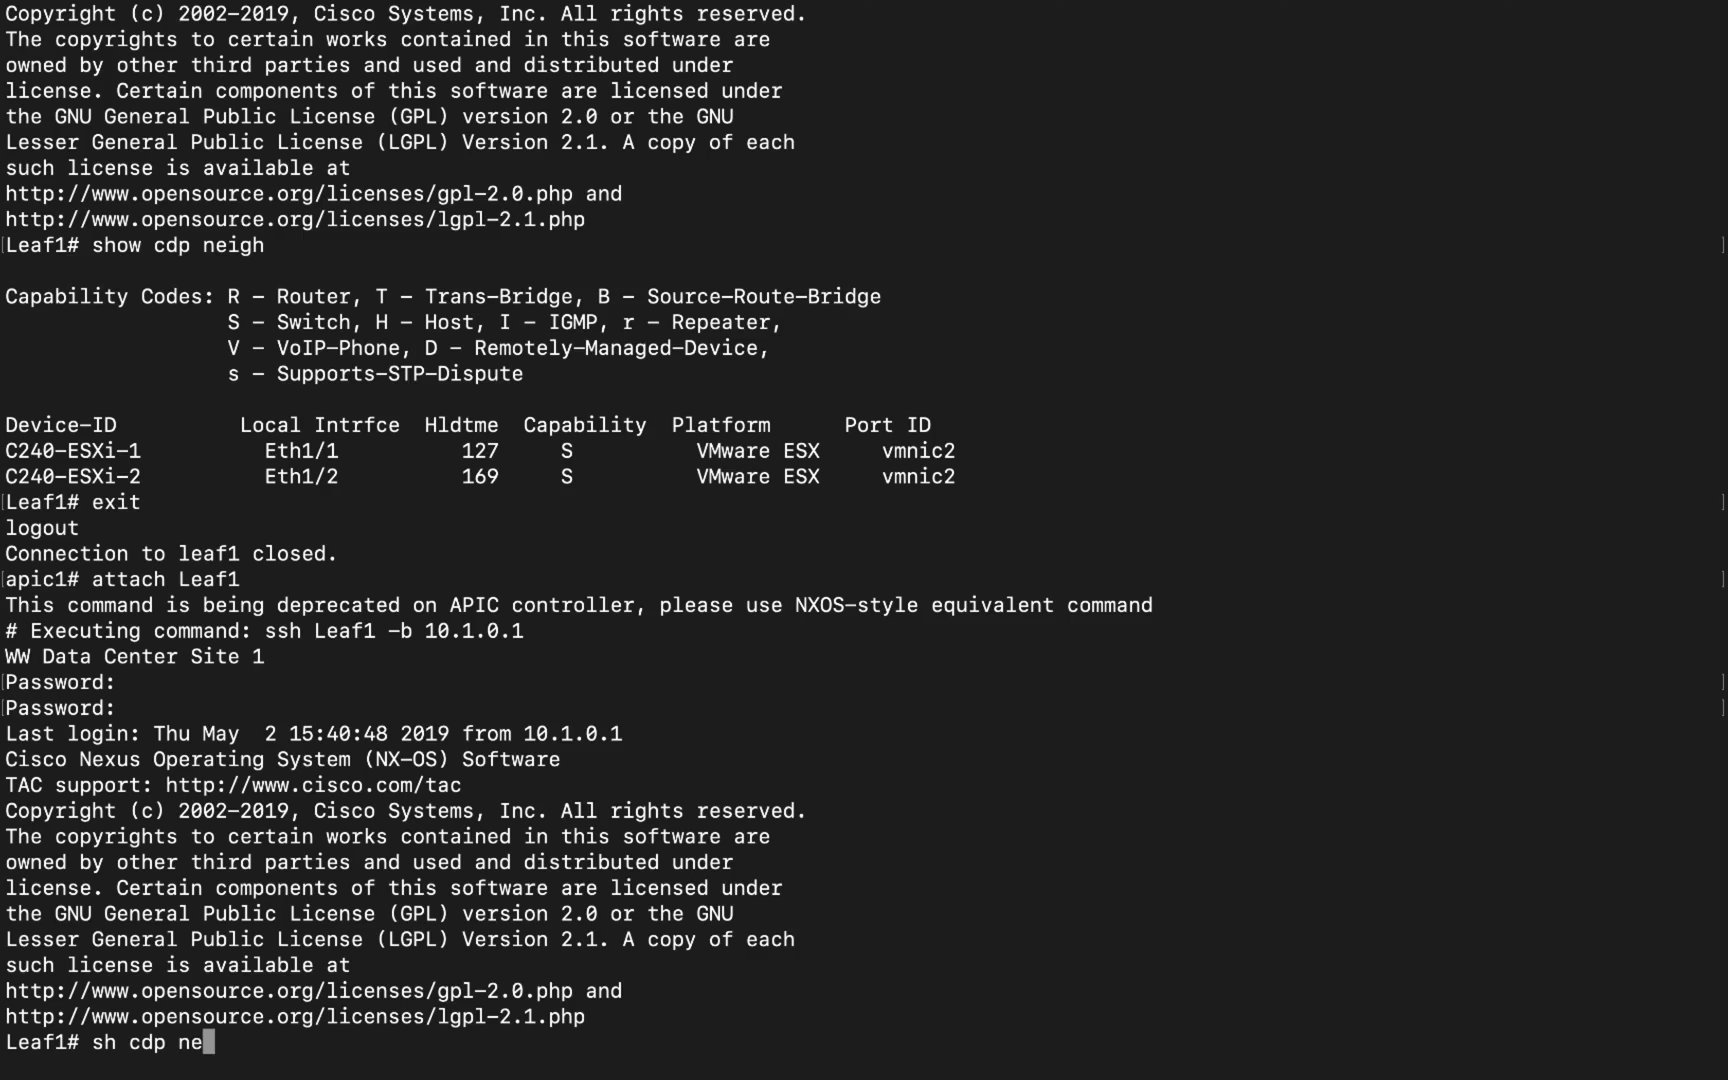 Copyright (c) 2002-2019, Cisco Systems, Inc. All rights reserved.
The copyrights to certain works contained in this software are
owned by other third parties and used and distributed under
license. Certain components of this software are licensed under
the GNU General Public License (GPL) version 2.0 or the GNU
Lesser General Public License (LGPL) Version 2.1. A copy of each
such license is available at
http://www.opensource.org/licenses/gpl-2.0.php and
http://www.opensource.org/licenses/lgpl-2.1.php
[Leaf1# show cdp neigh ]

Capability Codes: R - Router, T - Trans-Bridge, B - Source-Route-Bridge
                  S - Switch, H - Host, I - IGMP, r - Repeater,
                  V - VoIP-Phone, D - Remotely-Managed-Device,
                  s - Supports-STP-Dispute

Device-ID          Local Intrfce  Hldtme  Capability  Platform      Port ID
C240-ESXi-1          Eth1/1          127     S          VMware ESX     vmnic2
C240-ESXi-2          Eth1/2          169     S          VMware ESX     vmnic2
[Leaf1# exit ]
logout
Connection to leaf1 closed.
[apic1# attach Leaf1 ]
This command is being deprecated on APIC controller, please use NXOS-style equivalent command
# Executing command: ssh Leaf1 -b 10.1.0.1
WW Data Center Site 1
[Password: ]
[Password: ]
Last login: Thu May  2 15:40:48 2019 from 10.1.0.1
Cisco Nexus Operating System (NX-OS) Software
TAC support: http://www.cisco.com/tac
Copyright (c) 2002-2019, Cisco Systems, Inc. All rights reserved.
The copyrights to certain works contained in this software are
owned by other third parties and used and distributed under
license. Certain components of this software are licensed under
the GNU General Public License (GPL) version 2.0 or the GNU
Lesser General Public License (LGPL) Version 2.1. A copy of each
such license is available at
http://www.opensource.org/licenses/gpl-2.0.php and
http://www.opensource.org/licenses/lgpl-2.1.php
Leaf1# sh cdp ne